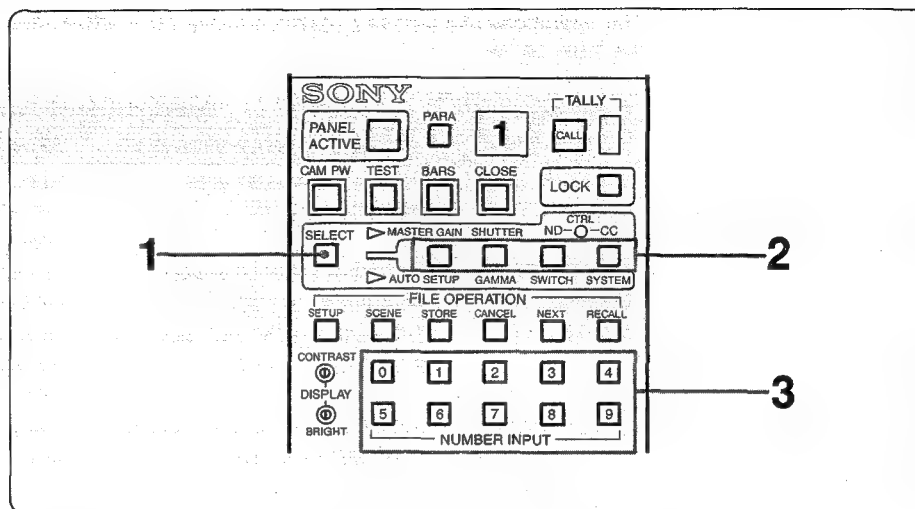 SONY
PANEL ACTIVE
PARA
1
TALLY
CALL
CAM PW TEST BARS CLOSE
LOCK
CTRL
ND CC
SELECT
MASTER GAIN SHUTTER
AUTO SETUP GAMMA SWITCH SYSTEM
1
2
FILE OPERATION
SETUP SCENE STORE CANCEL NEXT RECALL
CONTRAST
DISPLAY
BRIGHT
0 1 2 3 4
5 6 7 8 9
NUMBER INPUT
3